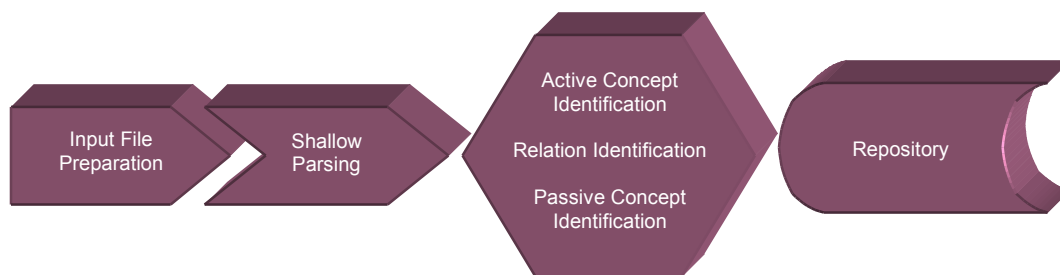 Input File
Preparation
Shallow
Parsing
Active Concept
Identification
Relation Identification
Passive Concept
Identification
Repository